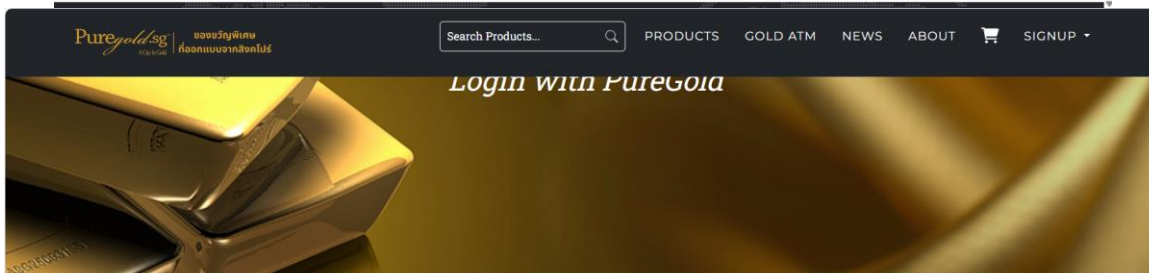 Puregold.sg
ของขวัญพิเศษ
ที่ออกแบบจากสิงคโปร์
Search Products...
PRODUCTS
GOLD ATM
NEWS
ABOUT
SIGNUP
Login with PureGold